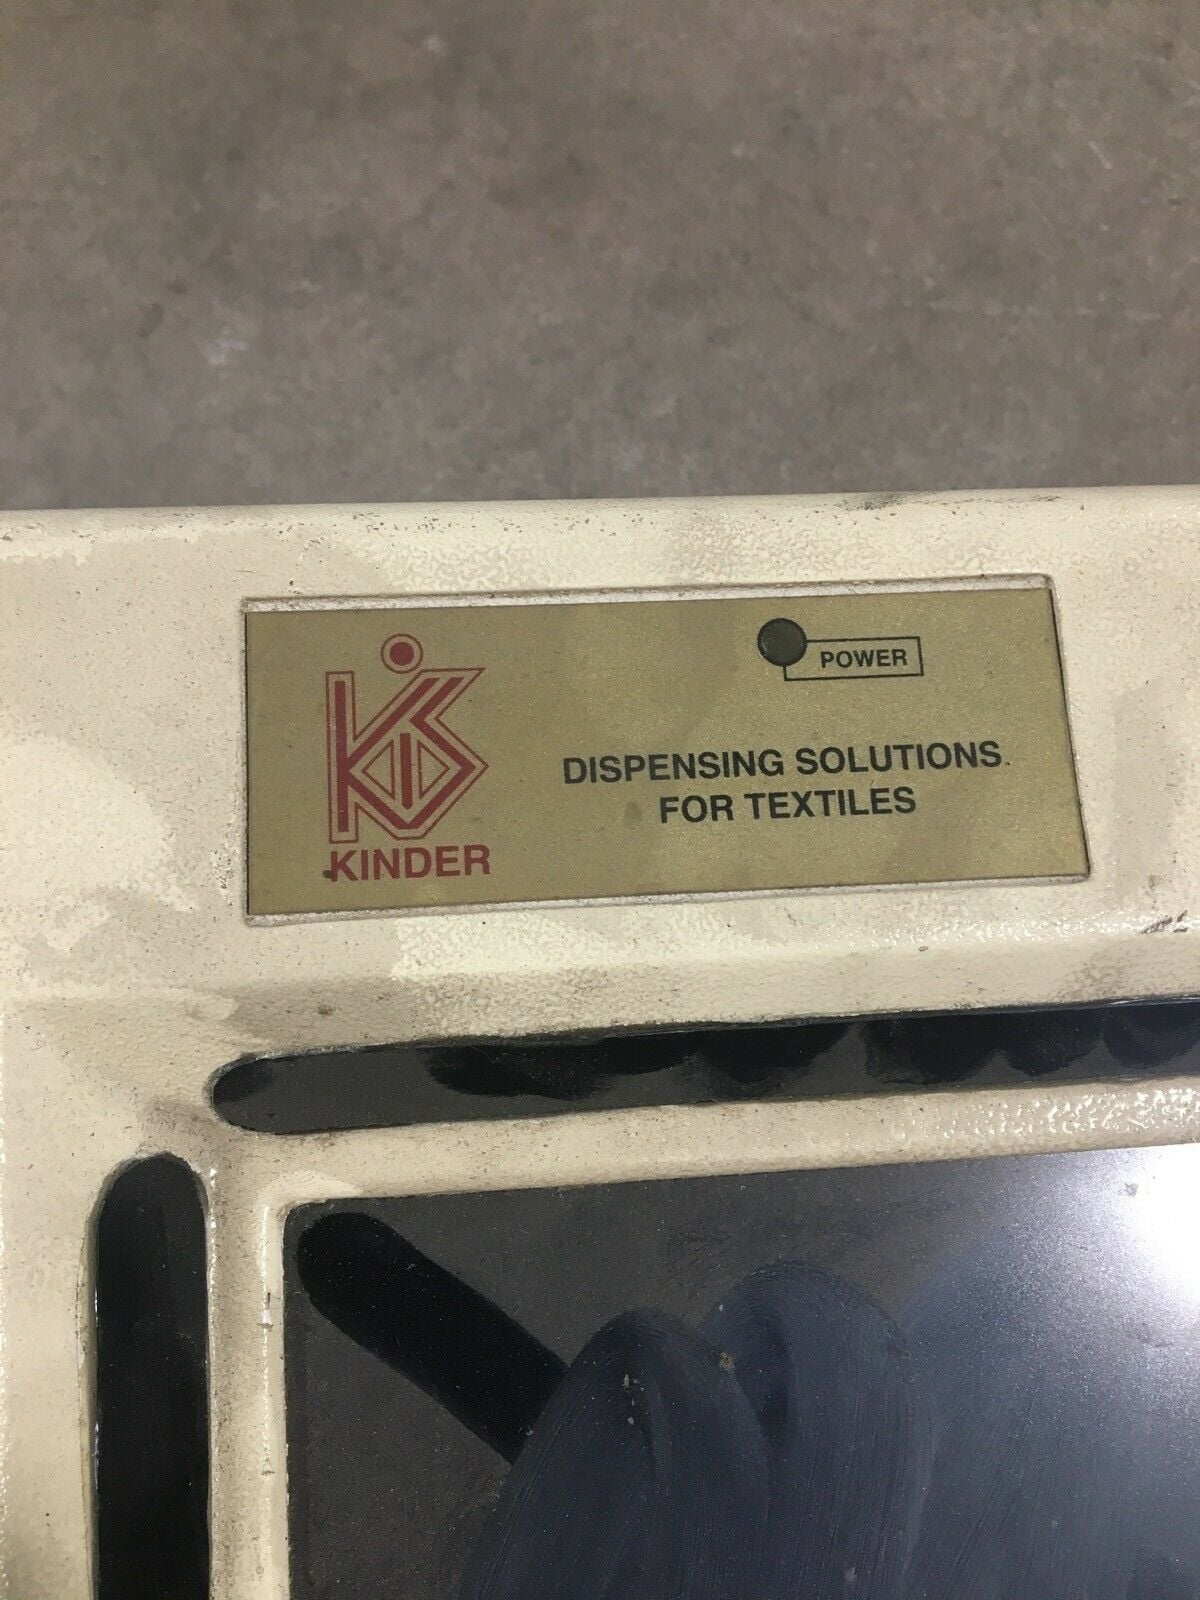 POWER
DISPENSING SOLUTIONS
FOR TEXTILES
KINDER